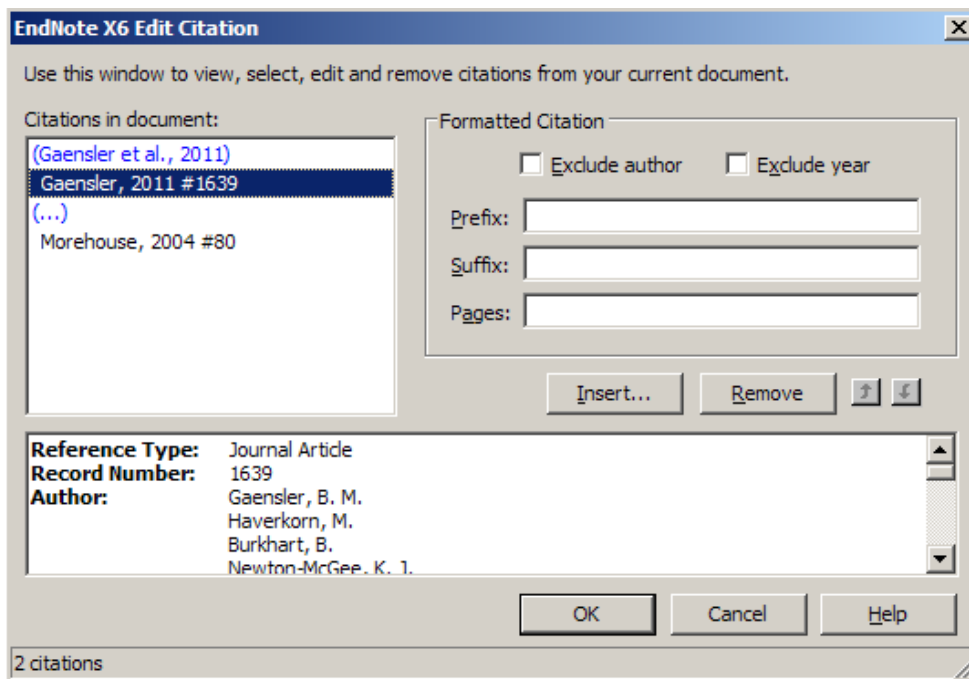 EndNote X6 Edit Citation
Use this window to view, select, edit and remove citations from your current document.
Citations in document:
(Gaensler et al., 2011)
Gaensler, 2011 #1639
(...)
Morehouse, 2004 #80
Formatted Citation
Exclude author
Exclude year
Prefix:
Suffix:
Pages:
Insert...
Remove
Reference Type: Journal Article
Record Number: 1639
Author: Gaensler, B. M.
Haverkorn, M.
Burkhart, B.
Newton-McGee, K. J.
OK
Cancel
Help
2 citations